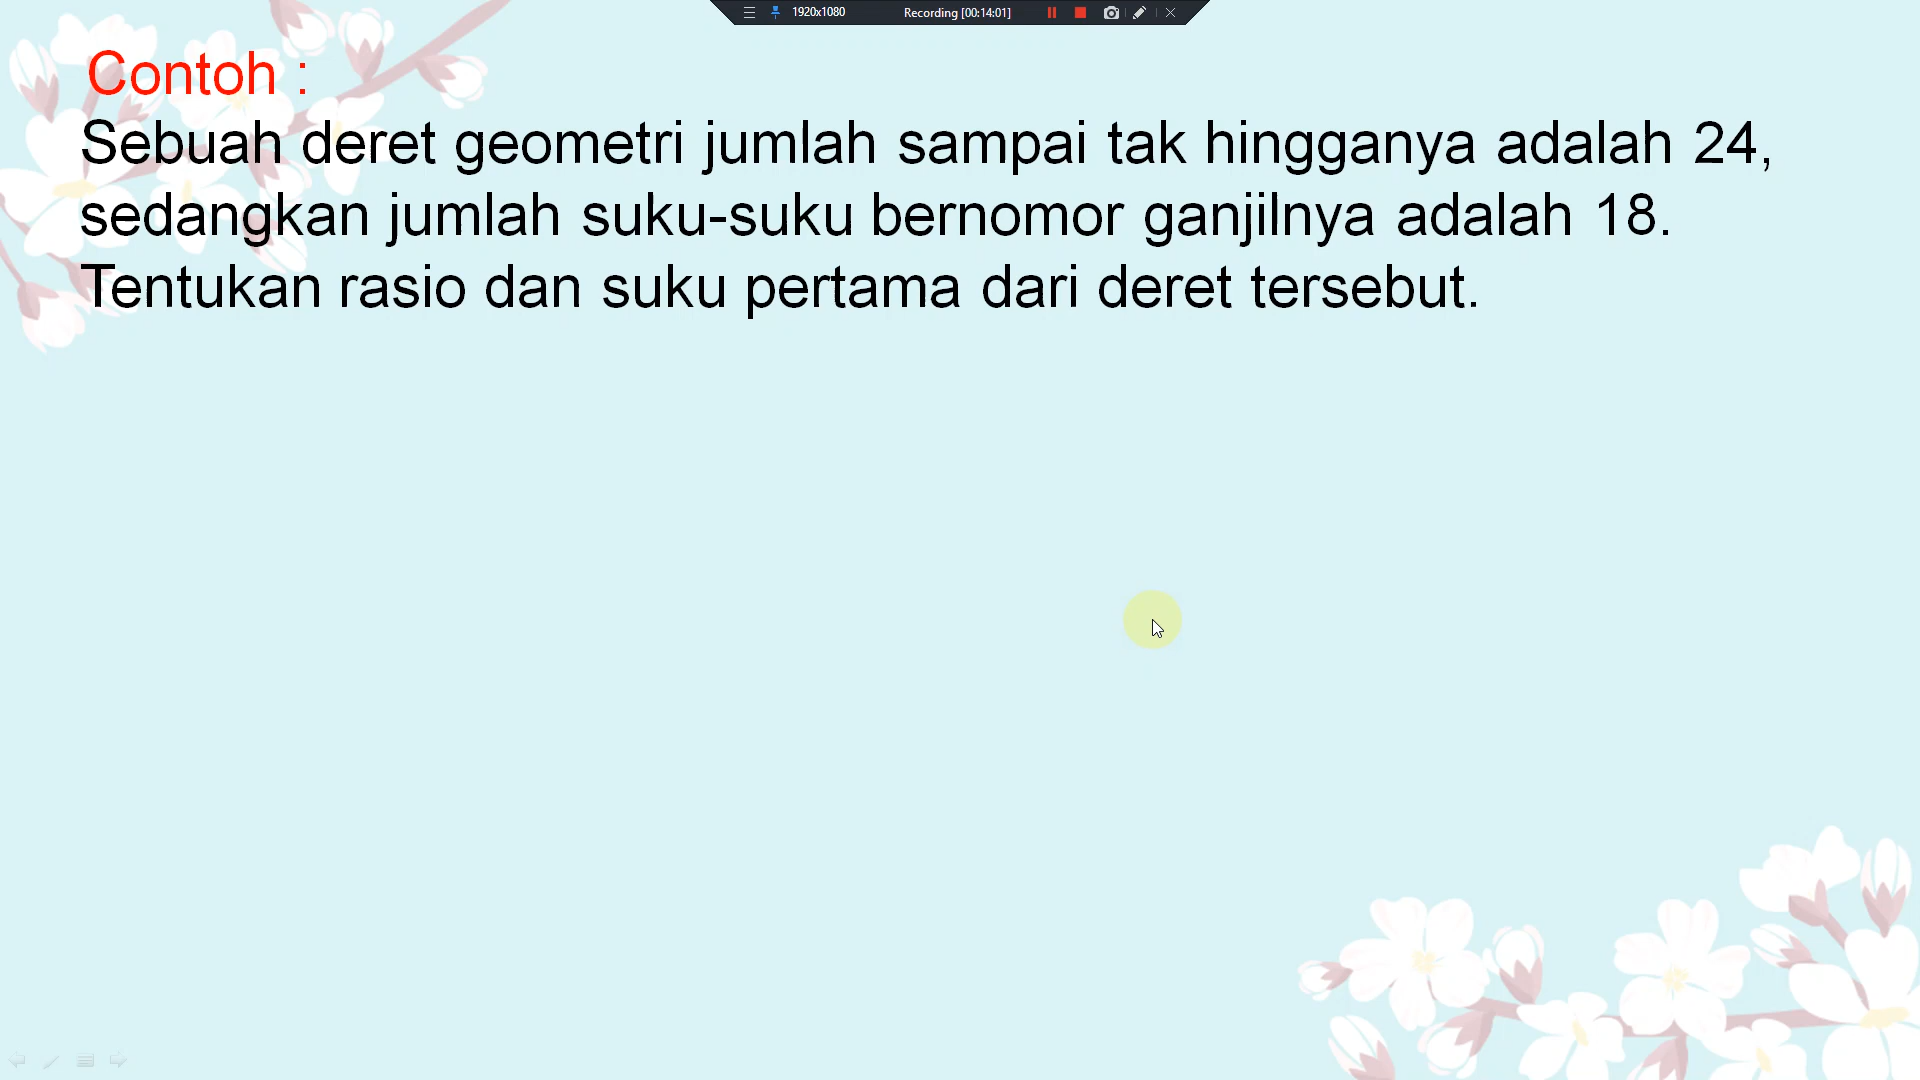 1920x1080 Recording [00:14:01]
Contoh :
Sebuah deret geometri jumlah sampai tak hingganya adalah 24,
sedangkan jumlah suku-suku bernomor ganjilnya adalah 18.
Tentukan rasio dan suku pertama dari deret tersebut.